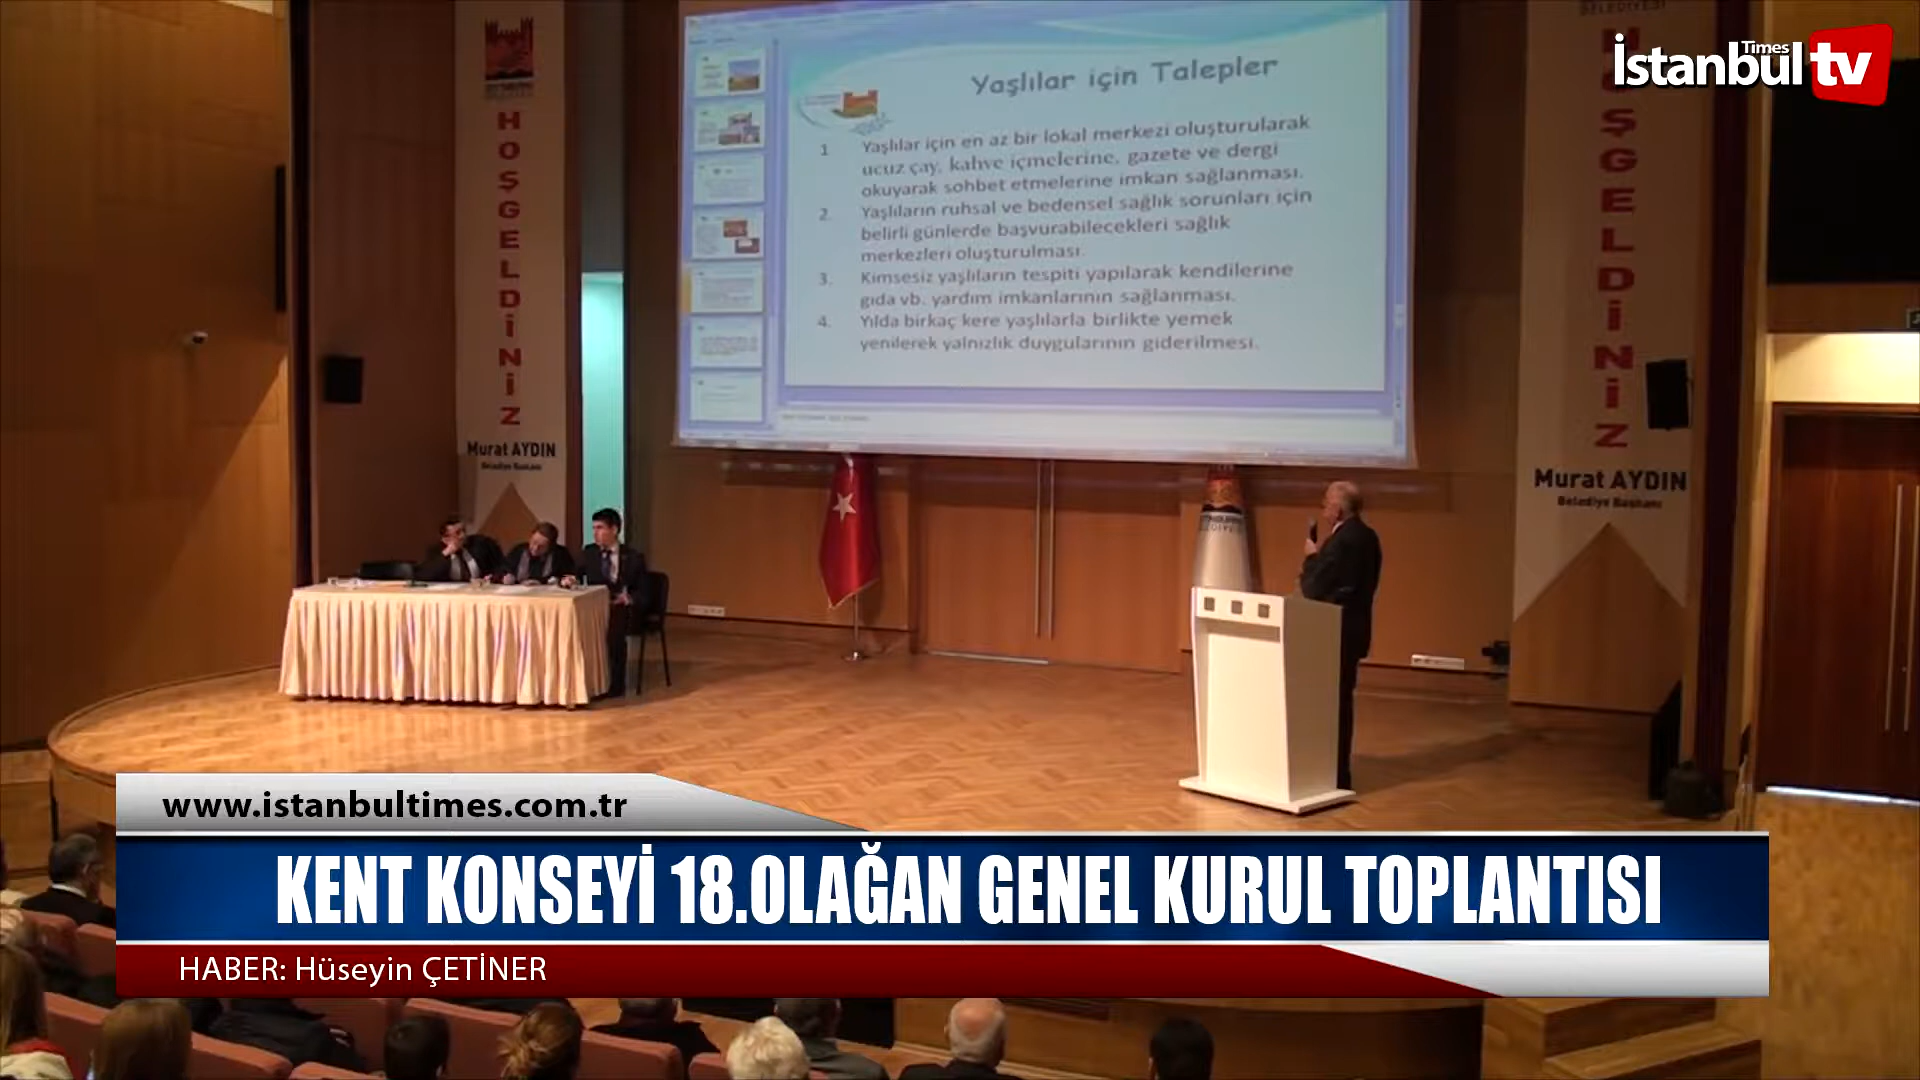 İstanbul Times tv
HOŞGELDİNİZ
Murat AYDIN
Belediye Başkanı
Yaşlılar için Talepler
1. Yaşlılar için en az bir lokal merkezi oluşturularak
ucuz çay, kahve içmelerine, gazete ve dergi
okuyarak sohbet etmelerine imkan sağlanması.
2. Yaşlıların ruhsal ve bedensel sağlık sorunları için
belirli günlerde başvurabilecekleri sağlık
merkezleri oluşturulması.
3. Kimsesiz yaşlıların tespiti yapılarak kendilerine
gıda vb. yardım imkanlarının sağlanması.
4. Yılda birkaç kere yaşlılarla birlikte yemek
yenilerek yalnızlık duygularının giderilmesi.
BELEDİYESİ
HOŞGELDİNİZ
Murat AYDIN
Belediye Başkanı
www.istanbultimes.com.tr
KENT KONSEYİ 18.OLAĞAN GENEL KURUL TOPLANTISI
HABER: Hüseyin ÇETİNER